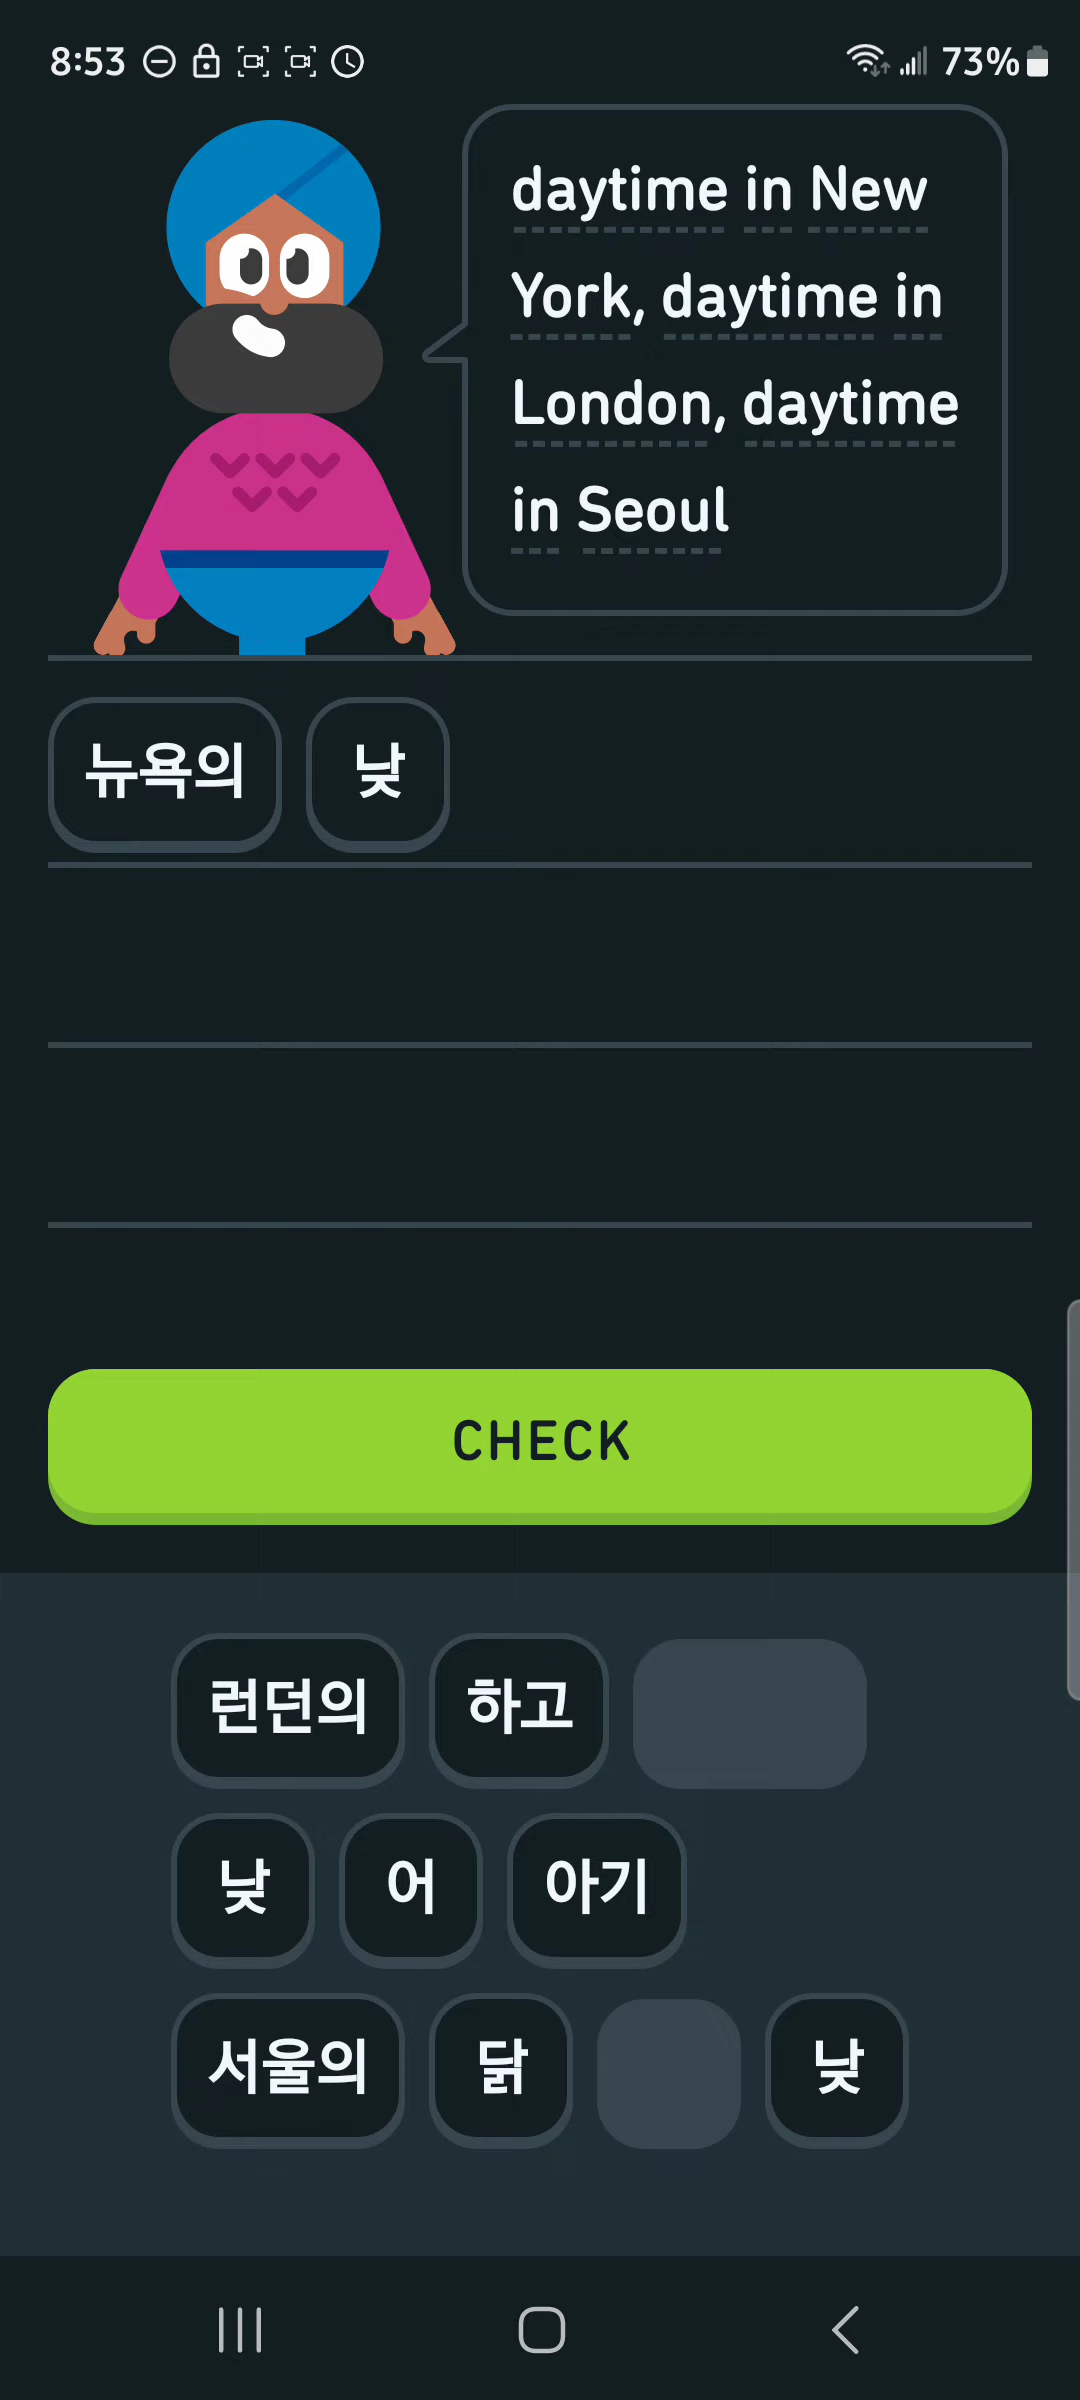 8:53
73%
daytime in New
York, daytime in
London, daytime
in Seoul
뉴욕의 낮
CHECK
런던의 하고
낮 어 아기
서울의 닭 낮